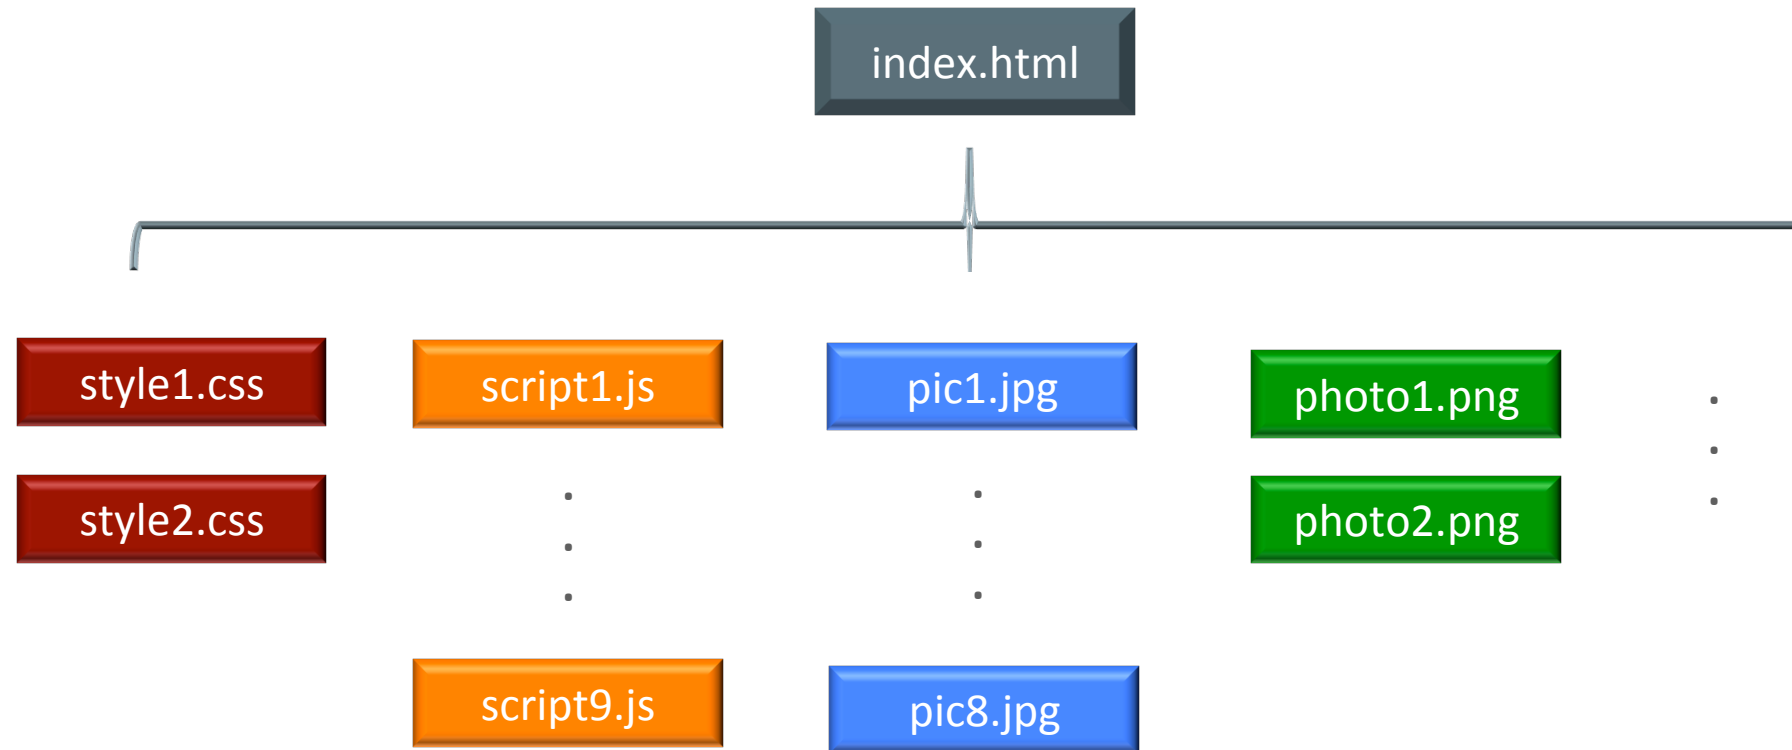 index.html
style1.css
script1.js
pic1.jpg
photo1.png
style2.css
photo2.png
script9.js
pic8.jpg